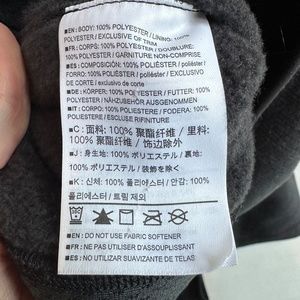 ■EN: BODY: 100% POLYESTER / LINING: 100%
POLYESTER / EXCLUSIVE OF TRIM
■FR: CORPS: 100% POLYESTER / DOUBLURE:
100% POLYESTER/GARNITURE NON-COMPRISE
■ES: COMPOSICIÓN: 100% POLIÉSTER/
FORRO: 100% POLIÉSTER / poliéster / EXCLUSIVO
DE CORTE / exclusivo de corte
■DE: KÖRPER: 100% POLYESTER / FUTTER: 100%
POLYESTER / NÄHZUBEHÖR AUSGENOMMEN
■IT: CORPO: 100% POLIESTERE / FODERA: 100%
POLIESTERE / ESCLUSE RIFINITURE
■C: 面料: 100% 聚酯纤维 / 里料:
100% 聚酯纤维 / 饰边除外
■J: 身生地: 100% ポリエステル / 裏地:
100% ポリエステル / 装飾を除く
■K: 신체: 100% 폴리에스터 / 안감: 100%
폴리에스터 / 트림 제외
■EN: DO NOT USE FABRIC SOFTENER
■FR: NE PAS UTILISER D'ASSOUPLISSANT
■ES: NO UTILIZAR SUAVIZANTE DE TELAS